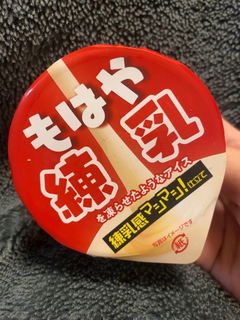 もはや
練乳
を凍らせたようなアイス
練乳感マシマシ!仕立て
写真はイメージです
紙